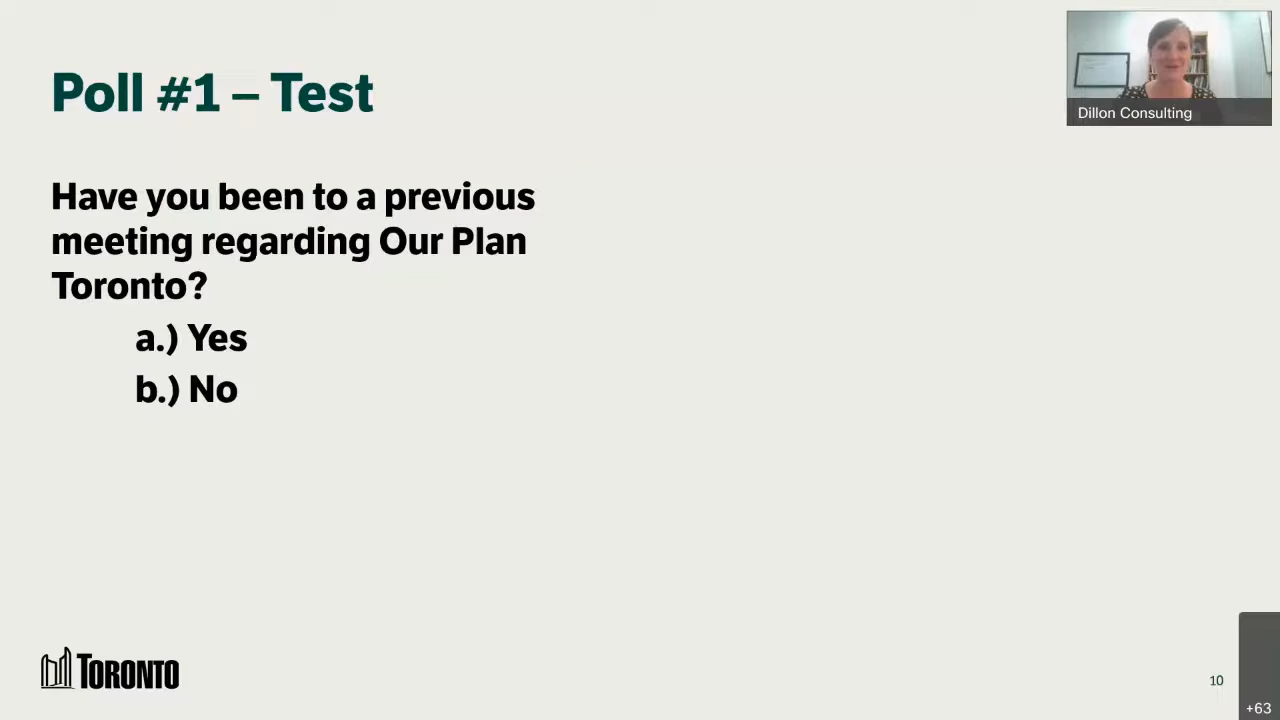 Poll #1 – Test
Dillon Consulting
Have you been to a previous
meeting regarding Our Plan
Toronto?
a.) Yes
b.) No
TORONTO
10
+63